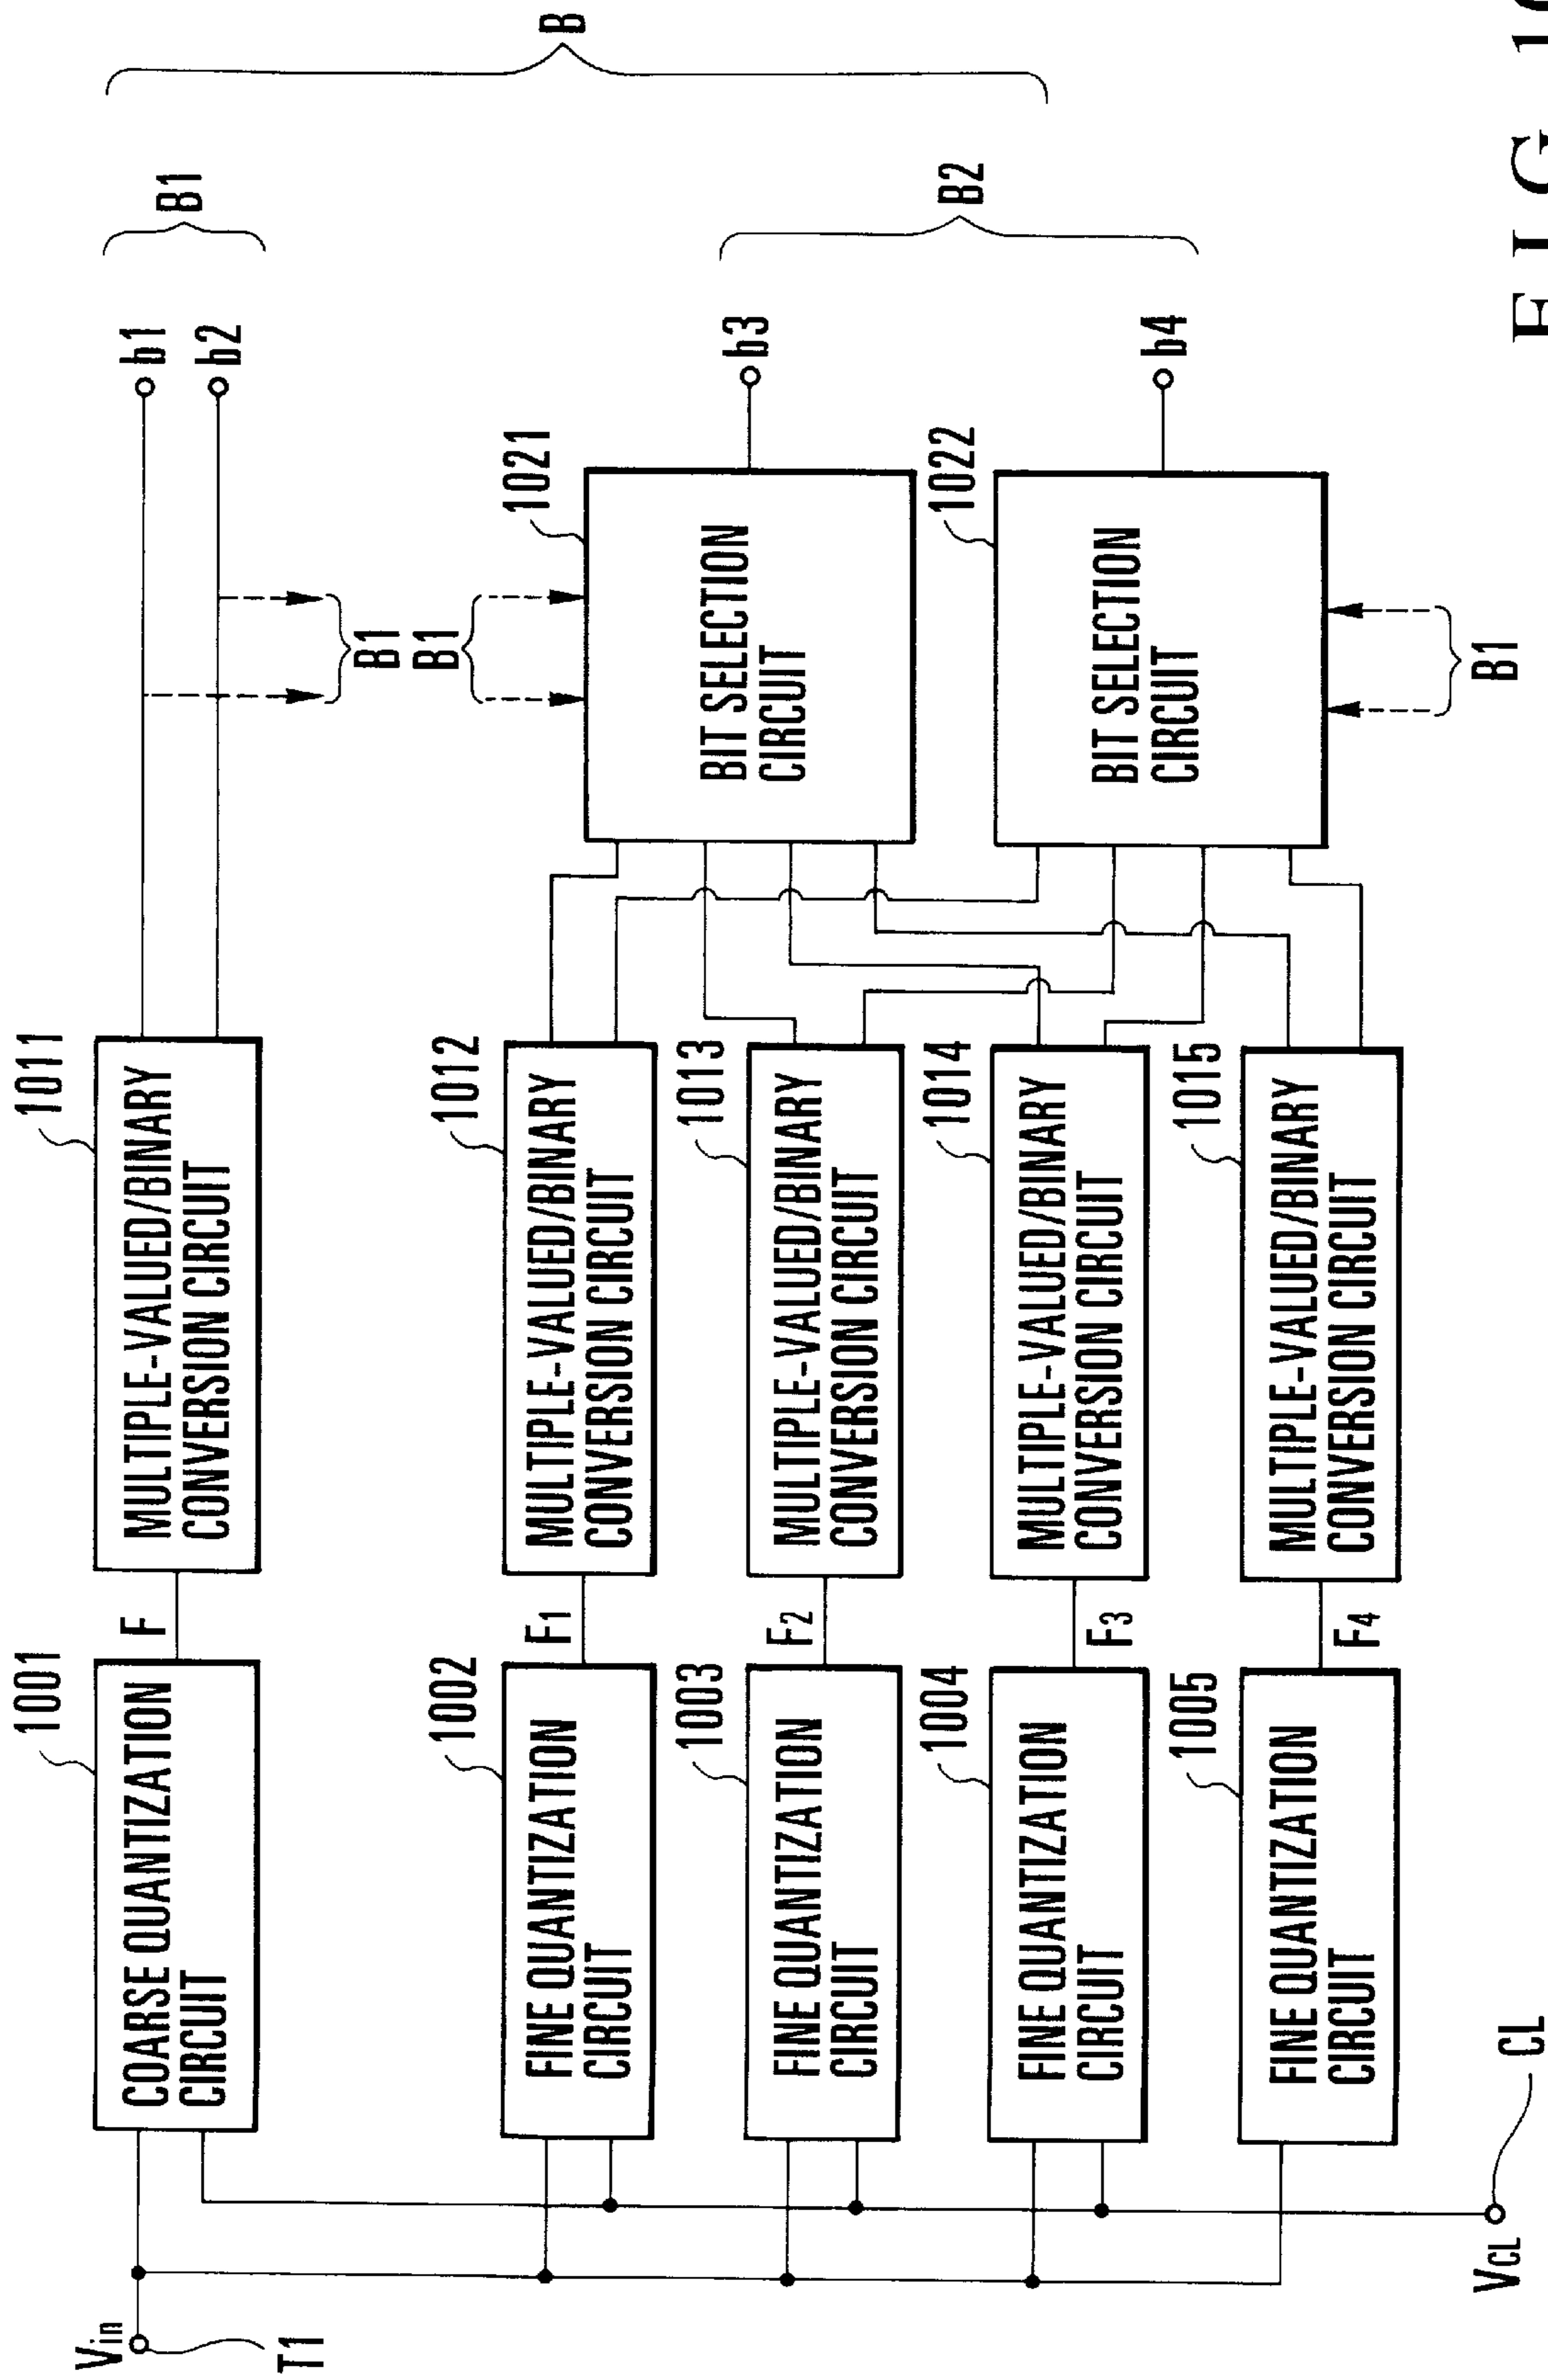 Vin
T1
1001
COARSE QUANTIZATION
CIRCUIT
F
1011
MULTIPLE-VALUED/BINARY
CONVERSION CIRCUIT
b1
b2
B1
B
B1
B1
1002
FINE QUANTIZATION
CIRCUIT
F1
1012
MULTIPLE-VALUED/BINARY
CONVERSION CIRCUIT
1021
BIT SELECTION
CIRCUIT
b3
1003
FINE QUANTIZATION
CIRCUIT
F2
1013
MULTIPLE-VALUED/BINARY
CONVERSION CIRCUIT
B2
1004
FINE QUANTIZATION
CIRCUIT
F3
1014
MULTIPLE-VALUED/BINARY
CONVERSION CIRCUIT
1022
BIT SELECTION
CIRCUIT
b4
1005
FINE QUANTIZATION
CIRCUIT
F4
1015
MULTIPLE-VALUED/BINARY
CONVERSION CIRCUIT
B1
VCL
CL